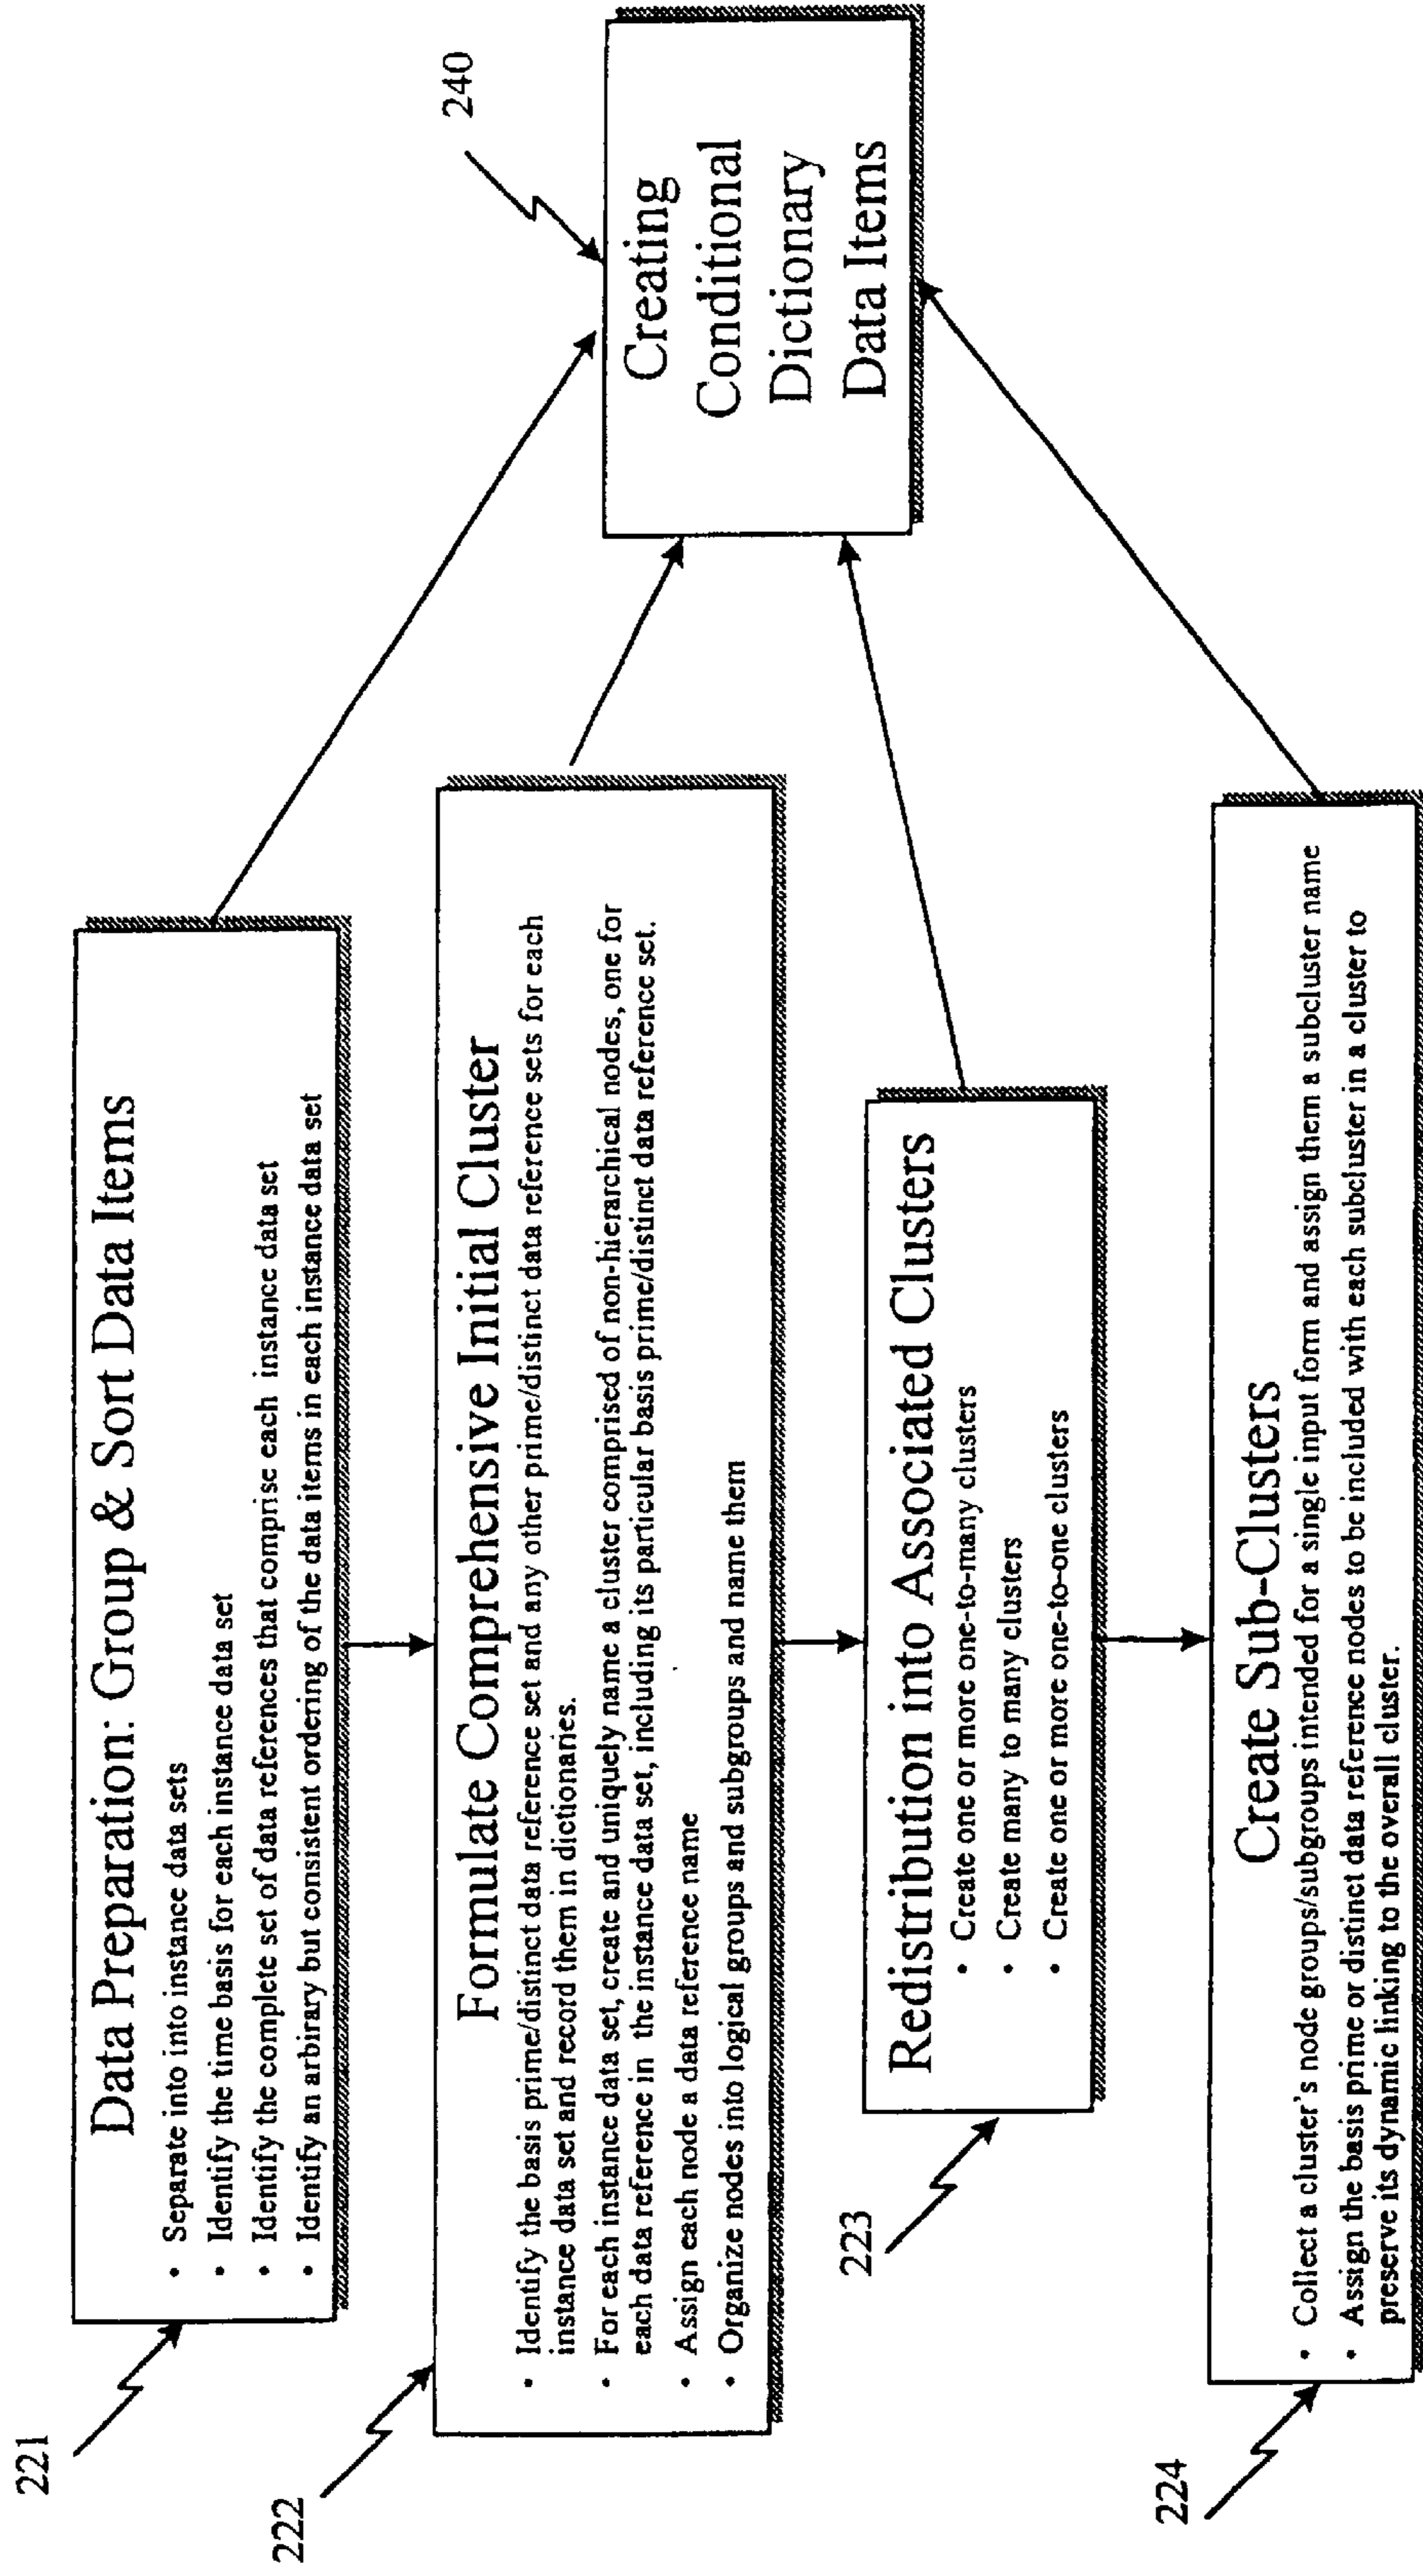 221
Data Preparation: Group & Sort Data Items
• Separate into into instance data sets
• Identify the time basis for each instance data set
• Identify the complete set of data references that comprise each instance data set
• Identify an arbirary but consistent ordering of the data items in each instance data set
222
Formulate Comprehensive Initial Cluster
• Identify the basis prime/distinct data reference set and any other prime/distinct data reference sets for each
instance data set and record them in dictionaries.
• For each instance data set, create and uniquely name a cluster comprised of non-hierarchical nodes, one for
each data reference in the instance data set, including its particular basis prime/distinct data reference set.
• Assign each node a data reference name
• Organize nodes into logical groups and subgroups and name them
223
Redistribution into Associated Clusters
• Create one or more one-to-many clusters
• Create many to many clusters
• Create one or more one-to-one clusters
224
Create Sub-Clusters
• Collect a cluster's node groups/subgroups intended for a single input form and assign them a subcluster name
• Assign the basis prime or distinct data reference nodes to be included with each subcluster in a cluster to
preserve its dynamic linking to the overall cluster.
240
Creating
Conditional
Dictionary
Data Items